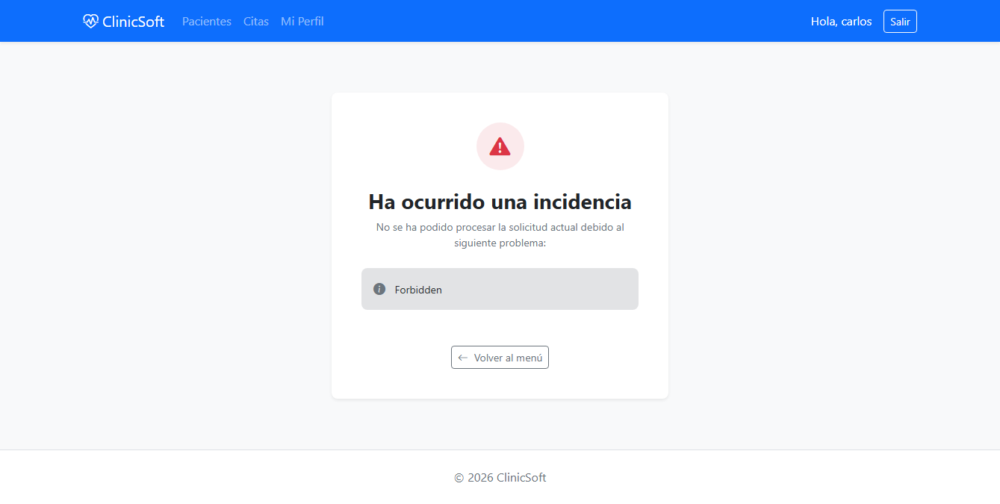 ClinicSoft Pacientes Citas Mi Perfil Hola, carlos Salir
Ha ocurrido una incidencia
No se ha podido procesar la solicitud actual debido al
siguiente problema:
Forbidden
Volver al menú
© 2026 ClinicSoft